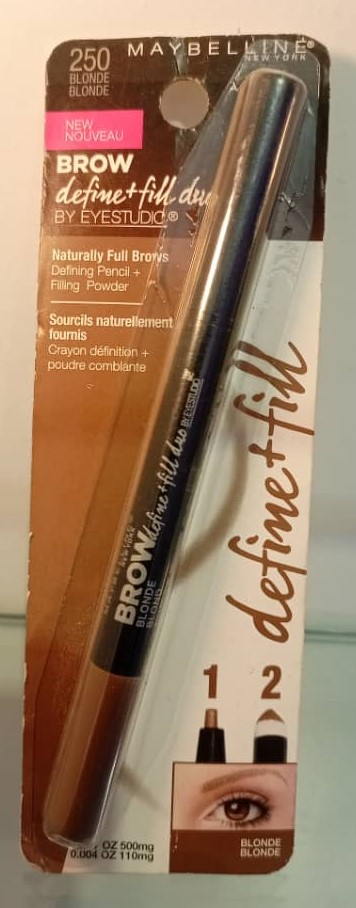 MAYBELLINE®
NEW YORK
250
BLONDE
BLONDE
NEW
NOUVEAU
BROW
define+fill duo
BY EYESTUDIO®
Naturally Full Brows
Defining Pencil +
Filling Powder
Sourcils naturellement
fournis
Crayon définition +
poudre comblante
BROW define+fill duo BY EYESTUDIO
BLONDE
BLOND
define+fill
1 2
BLONDE
BLONDE
OZ 500mg
0.004 OZ 110mg